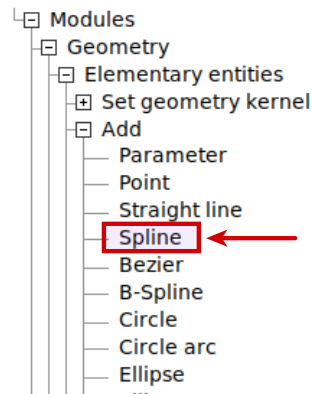 Modules
Geometry
Elementary entities
Set geometry kernel
Add
Parameter
Point
Straight line
Spline
Bezier
B-Spline
Circle
Circle arc
Ellipse